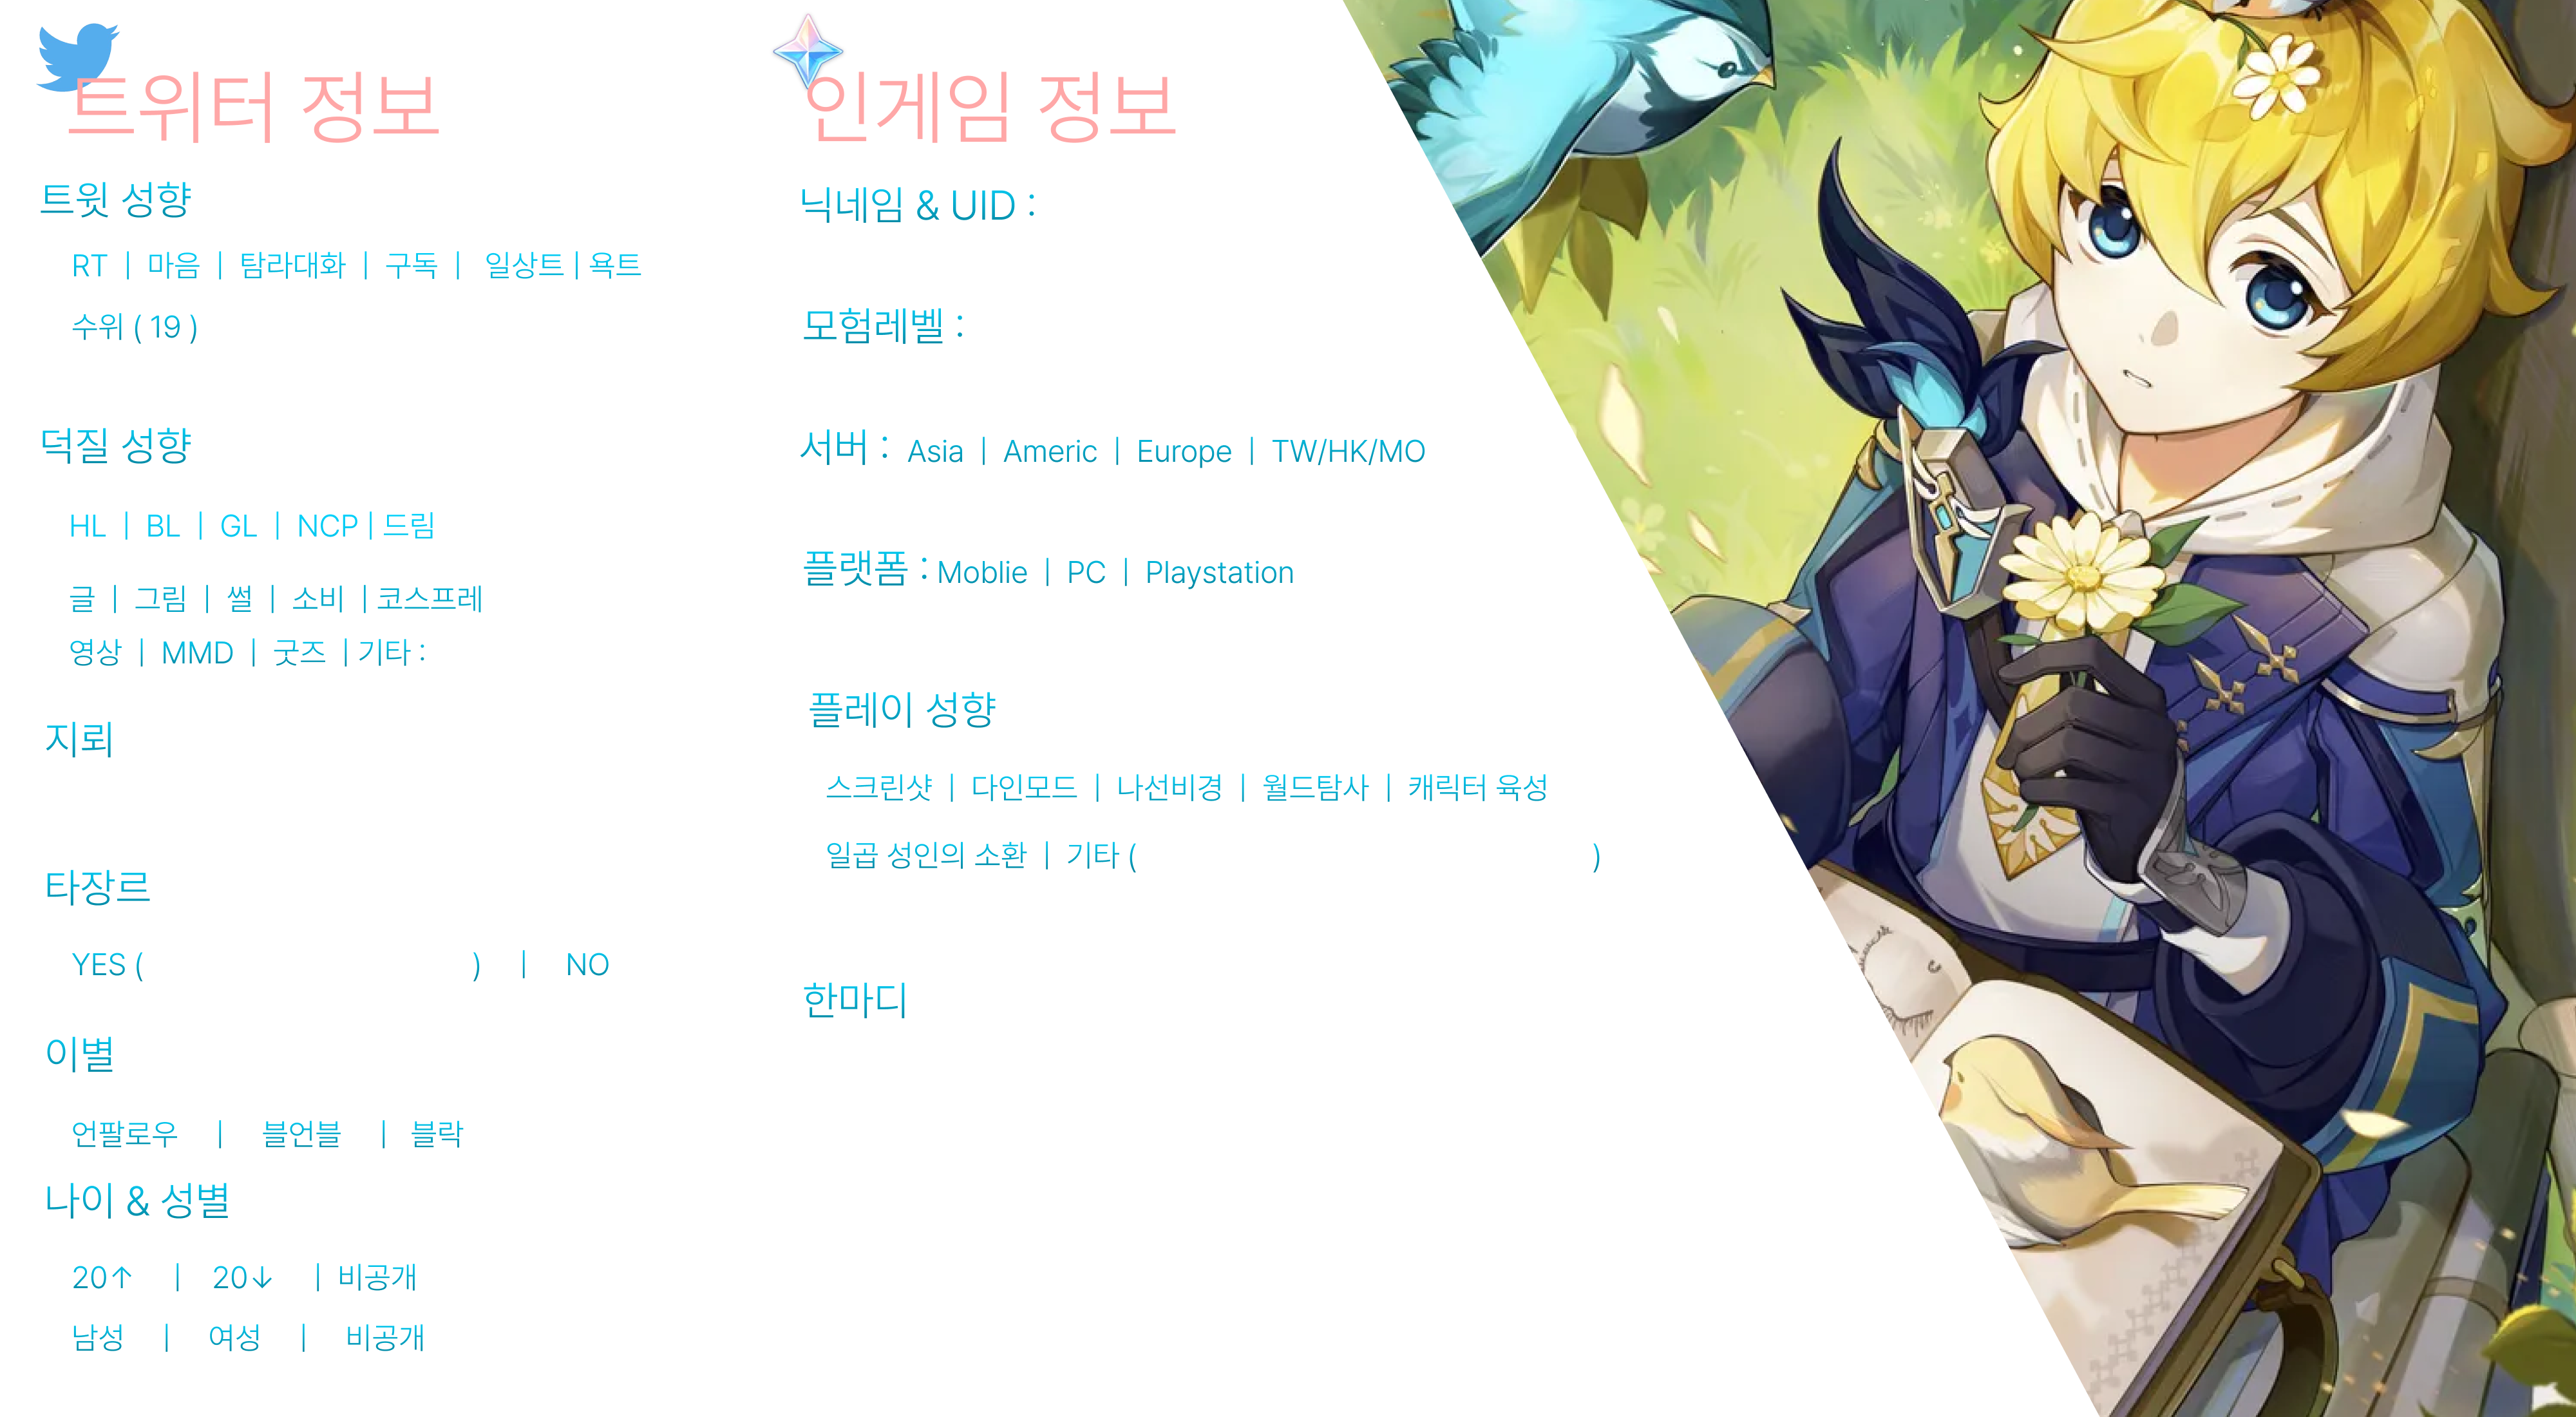 트위터 정보
트윗 성향
RT | 마음 | 탐라대화 | 구독 | 일상트 | 욕트
수위 ( 19 )
덕질 성향
HL | BL | GL | NCP | 드림
글 | 그림 | 썰 | 소비 | 코스프레
영상 | MMD | 굿즈 | 기타 :
지뢰
타장르
YES ( ) | NO
이별
언팔로우 | 블언블 | 블락
나이 & 성별
20↑ | 20↓ | 비공개
남성 | 여성 | 비공개
인게임 정보
닉네임 & UID :
모험레벨 :
서버 : Asia | Americ | Europe | TW/HK/MO
플랫폼 : Moblie | PC | Playstation
플레이 성향
스크린샷 | 다인모드 | 나선비경 | 월드탐사 | 캐릭터 육성
일곱 성인의 소환 | 기타 ( )
한마디